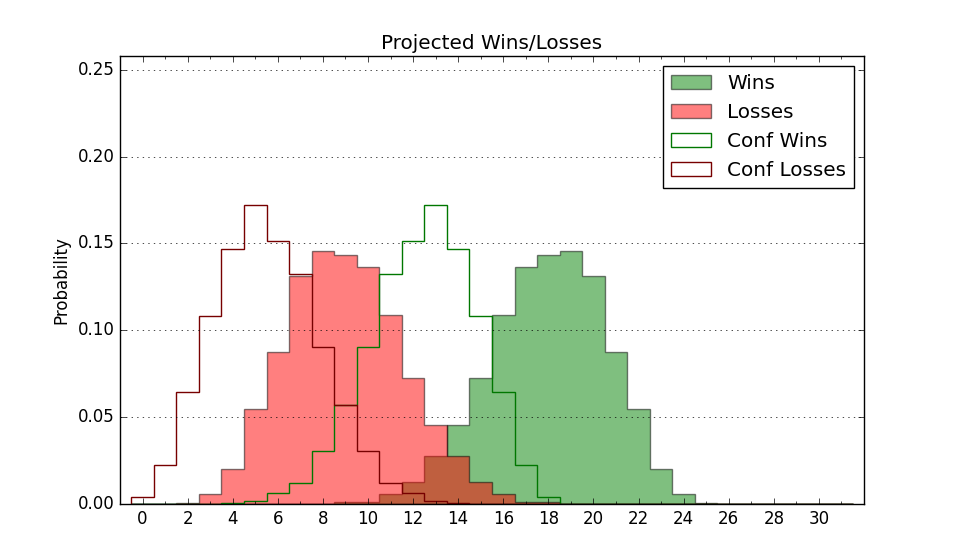 Projected Wins/Losses
0.25
0.20
0.15
0.10
0.05
0.00
Probability
Wins
Losses
Conf Wins
Conf Losses
0 2 4 6 8 10 12 14 16 18 20 22 24 26 28 30